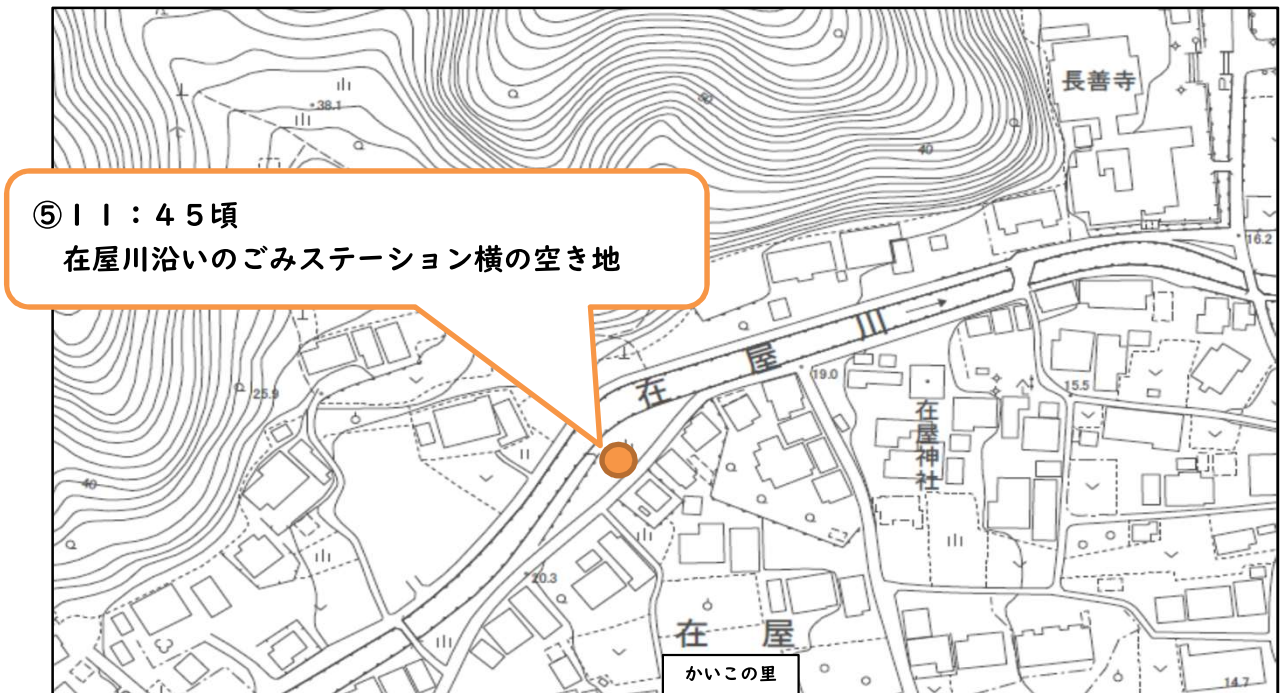 長善寺
38.1
50
40
⑤11：45頃
在屋川沿いのごみステーション横の空き地
16.2
在屋川
19.0
15.5
25.9
在屋神社
40
20.3
在屋
かいこの里
14.7